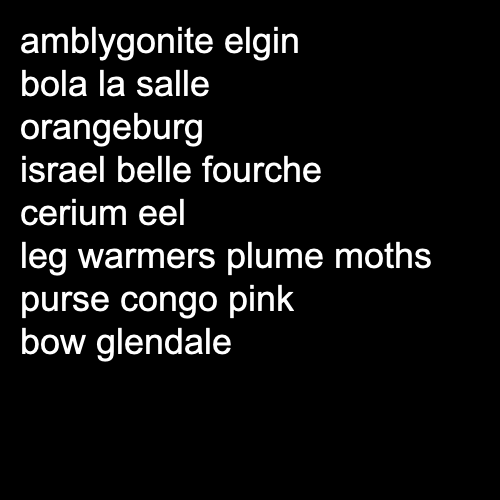 amblygonite elgin
bola la salle
orangeburg
israel belle fourche
cerium eel
leg warmers plume moths
purse congo pink
bow glendale